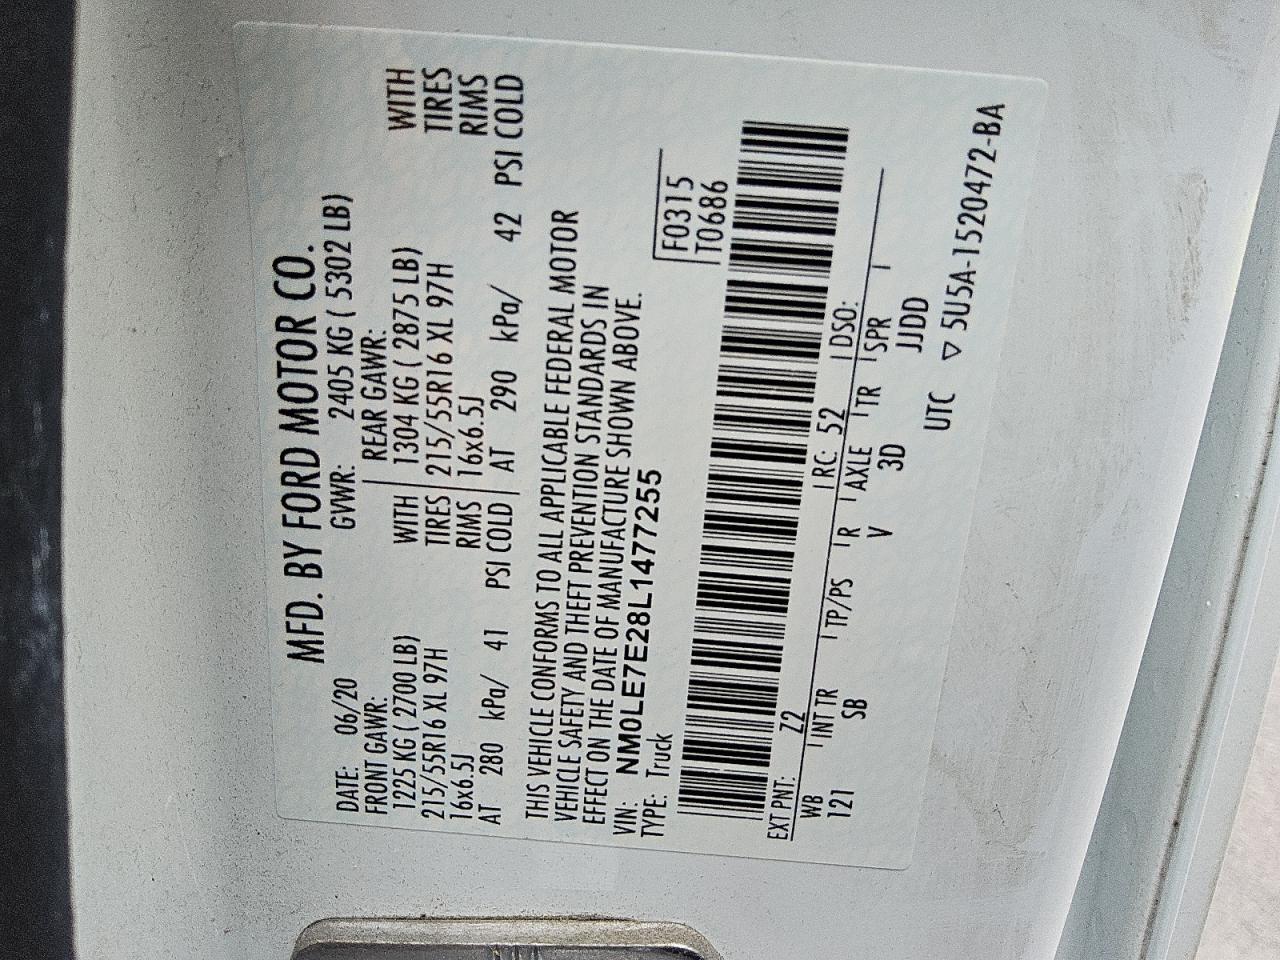 MFD. BY FORD MOTOR CO.
DATE: 06/20 GVWR: 2405 KG ( 5302 LB)
FRONT GAWR: REAR GAWR:
1225 KG ( 2700 LB) WITH 1304 KG ( 2875 LB) WITH
215/55R16 XL 97H TIRES 215/55R16 XL 97H TIRES
16x6.5J RIMS 16x6.5J RIMS
AT 280 kPa/ 41 PSI COLD AT 290 kPa/ 42 PSI COLD
THIS VEHICLE CONFORMS TO ALL APPLICABLE FEDERAL MOTOR
VEHICLE SAFETY AND THEFT PREVENTION STANDARDS IN
EFFECT ON THE DATE OF MANUFACTURE SHOWN ABOVE.
VIN: NM0LE7E28L1477255
TYPE: Truck
F0315
T0686
EXT PNT: Z2 RC: 52 DSO:
WB INT TR TP/PS R AXLE TR SPR
121 SB V 3D JJDD
UTC ▽ 5U5A-1520472-BA